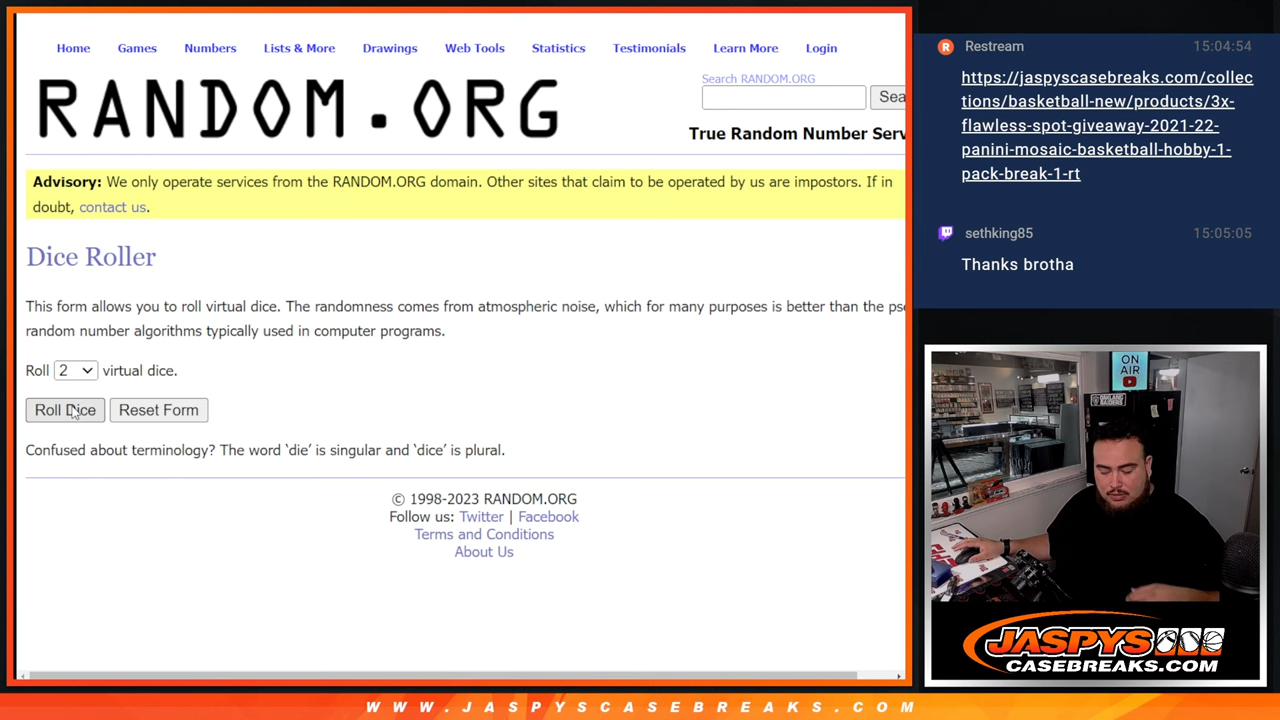 Home Games Numbers Lists & More Drawings Web Tools Statistics Testimonials Learn More Login
RANDOM.ORG
Search RANDOM.ORG
Sea
True Random Number Serv
Advisory: We only operate services from the RANDOM.ORG domain. Other sites that claim to be operated by us are impostors. If in
doubt, contact us.
Dice Roller
This form allows you to roll virtual dice. The randomness comes from atmospheric noise, which for many purposes is better than the pse
random number algorithms typically used in computer programs.
Roll 2 virtual dice.
Roll Dice Reset Form
Confused about terminology? The word ‘die’ is singular and ‘dice’ is plural.
© 1998-2023 RANDOM.ORG
Follow us: Twitter | Facebook
Terms and Conditions
About Us
Restream 15:04:54
https://jaspyscasebreaks.com/collec
tions/basketball-new/products/3x-
flawless-spot-giveaway-2021-22-
panini-mosaic-basketball-hobby-1-
pack-break-1-rt
sethking85 15:05:05
Thanks brotha
ON
AIR
OAKLAND
RAIDERS
JASPYS
CASEBREAKS.COM
WWW.JASPYSCASEBREAKS.COM